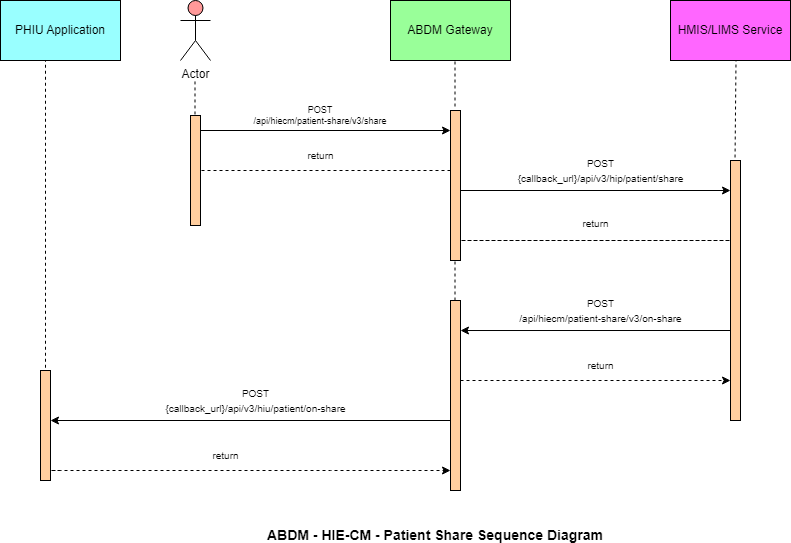 PHIU Application
ABDM Gateway
HMIS/LIMS Service
Actor
POST
/api/hiecm/patient-share/v3/share
return
POST
{callback_url}/api/v3/hip/patient/share
return
POST
/api/hiecm/patient-share/v3/on-share
return
POST
{callback_url}/api/v3/hiu/patient/on-share
return
ABDM - HIE-CM - Patient Share Sequence Diagram